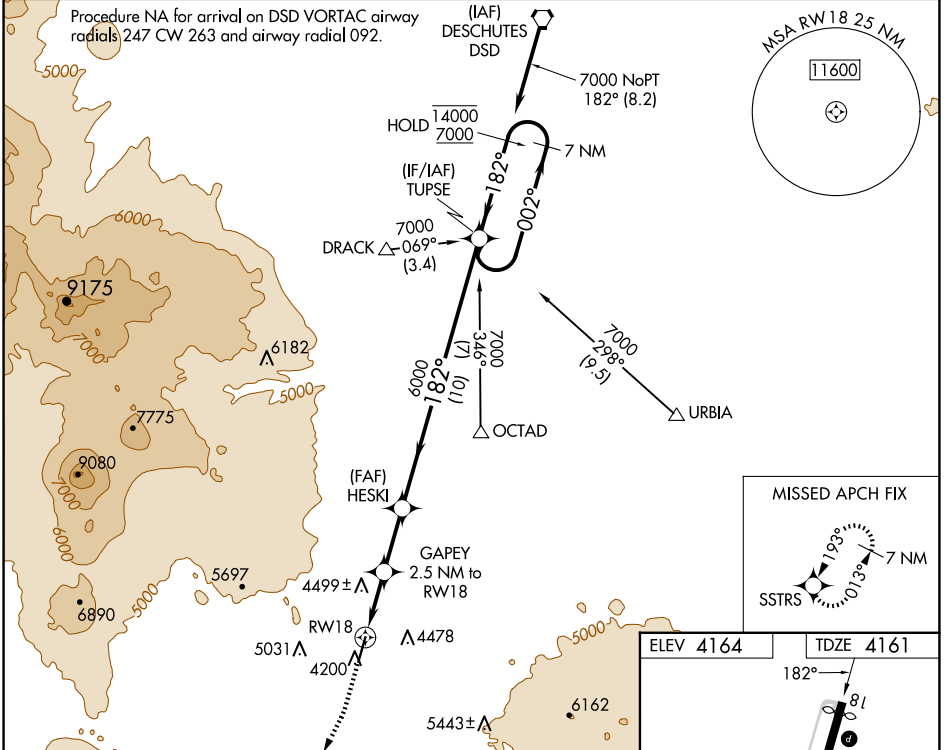 Procedure NA for arrival on DSD VORTAC airway
radials 247 CW 263 and airway radial 092.
(IAF)
DESCHUTES
DSD
7000 NoPT
182° (8.2)
MSA RW18 25 NM
11600
HOLD
14000
7000
7 NM
182°
002°
(IF/IAF)
TUPSE
DRACK
7000
069°
(3.4)
5000
6000
9175
7000
6182
5000
7000
346°
(7)
7000
298°
(9.5)
6000
182°
(10)
OCTAD
URBIA
7775
9080
7000
6000
(FAF)
HESKI
GAPEY
2.5 NM to
RW18
4499±
5697
5000
6890
RW18
5031
4478
4200
MISSED APCH FIX
193°
013°
7 NM
SSTRS
5000
6162
5443±
ELEV 4164
TDZE 4161
182°
18
P